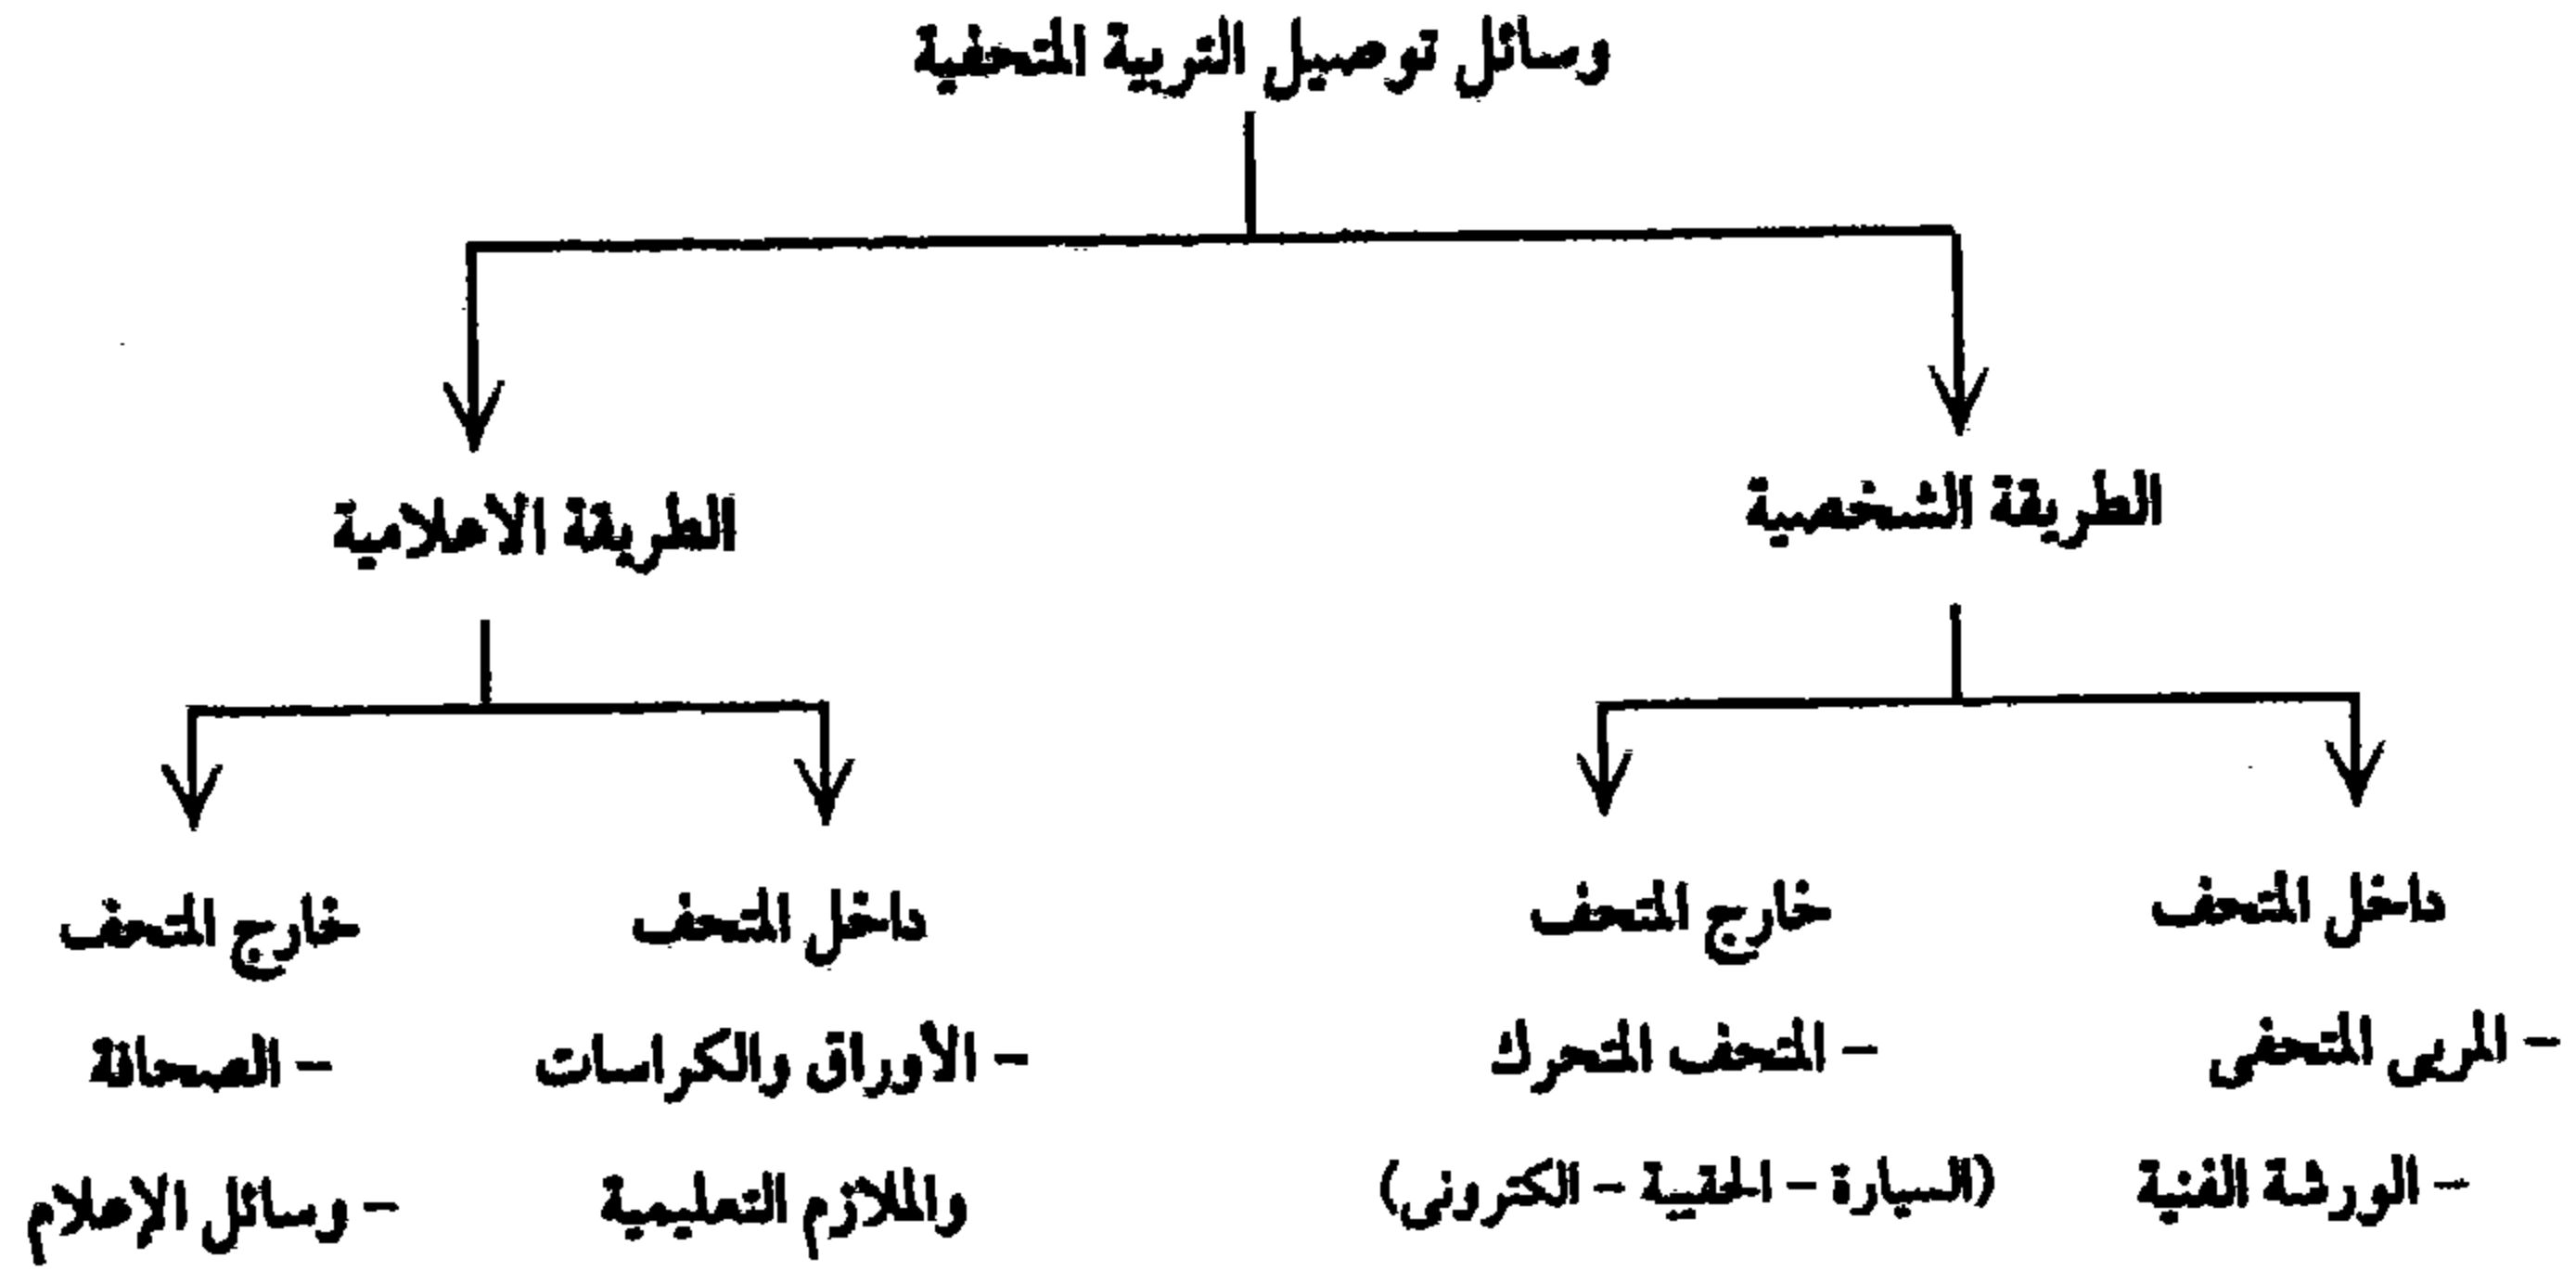 وسائل توصيل التربية المتحفية
الطريقة الشخصية
الطريقة الاعلامية
داخل المتحف
- المربى المتحفى
- الورشة الفنية
خارج المتحف
- المتحف المتحرك
(السيارة - الحقيبة - الكترونى)
داخل المتحف
- الأوراق والكراسات
والملازم التعليمية
خارج المتحف
- الصحافة
- وسائل الإعلام